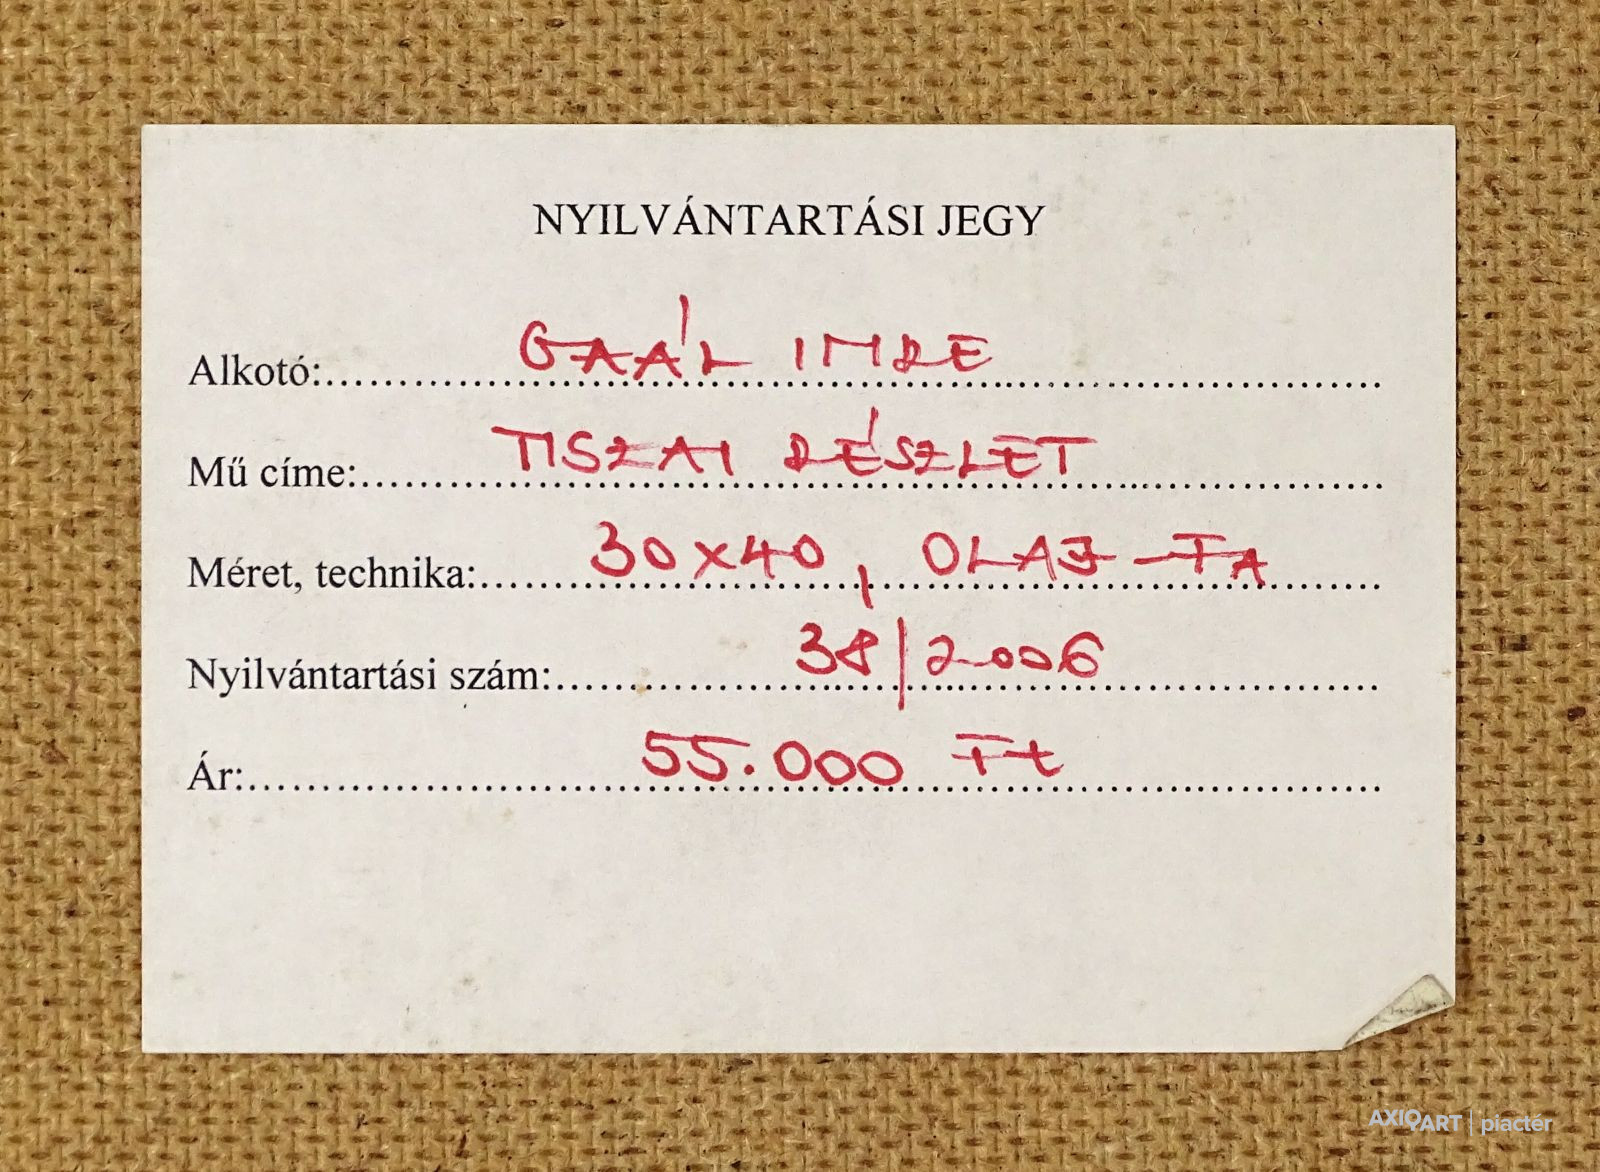 NYILVÁNTARTÁSI JEGY
Alkotó:......GAÁL IMRE......
Mű címe:......TISZAI RÉSZLET......
Méret, technika:......30x40, OLAJ-FA......
Nyilvántartási szám:......38/2006......
Ár:......55.000 Ft......
AXIOART | piactér